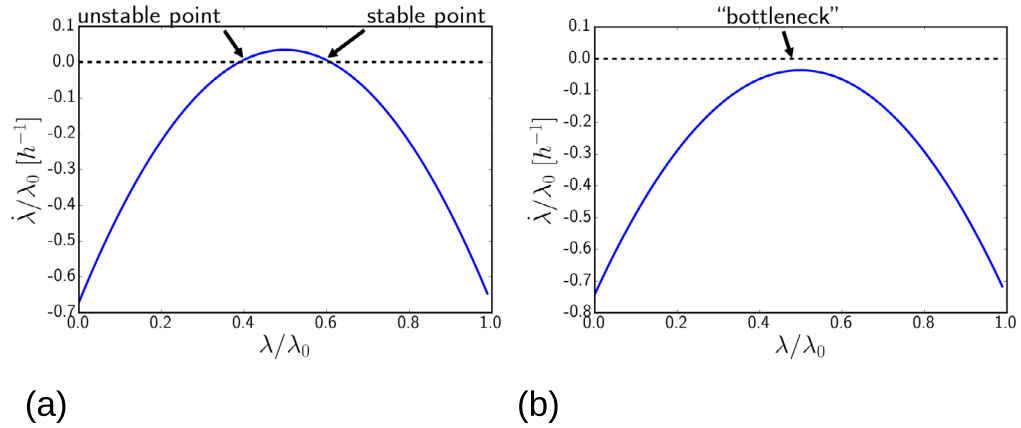 unstable point
stable point
0.1
0.0
-0.1
-0.2
-0.3
-0.4
-0.5
-0.6
-0.7
0.0 0.2 0.4 0.6 0.8 1.0
λ̇/λ₀ [h⁻¹]
λ/λ₀
(a)
“bottleneck”
0.1
0.0
-0.1
-0.2
-0.3
-0.4
-0.5
-0.6
-0.7
-0.8
0.0 0.2 0.4 0.6 0.8 1.0
λ̇/λ₀ [h⁻¹]
λ/λ₀
(b)